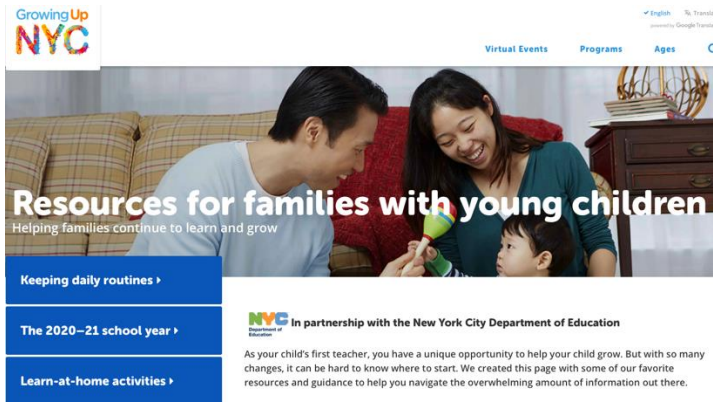 Growing Up
NYC
✔ English
powered by Google
Virtual Events
Programs
Ages
Resources for families with young children
Helping families continue to learn and grow
Keeping daily routines ›
The 2020–21 school year ›
Learn-at-home activities ›
NYC
Department of
Education
In partnership with the New York City Department of Education
As your child's first teacher, you have a unique opportunity to help your child grow. But with so many
changes, it can be hard to know where to start. We created this page with some of our favorite
resources and guidance to help you navigate the overwhelming amount of information out there.